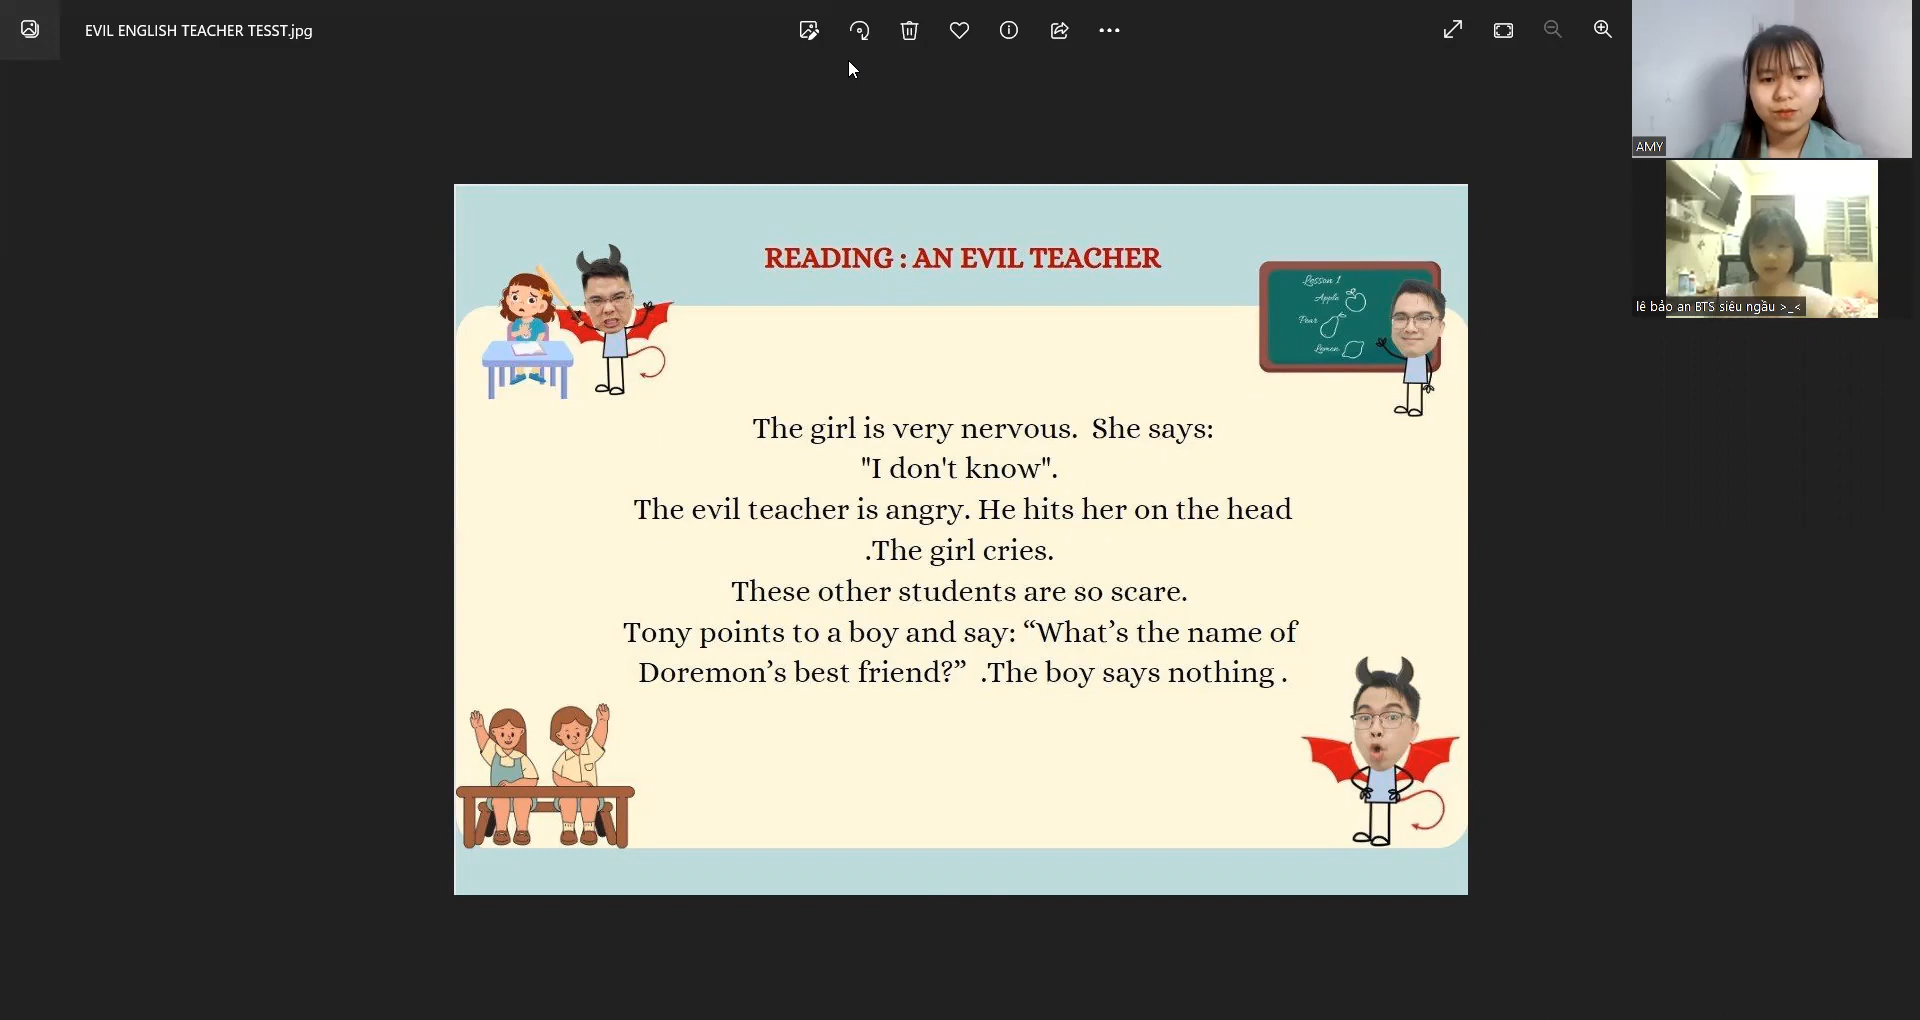 EVIL ENGLISH TEACHER TESST.jpg
AMY
lê bảo an BTS siêu ngầu >_<
READING : AN EVIL TEACHER
Lesson 1
Apple
Pear
Lemon
The girl is very nervous.  She says:
"I don't know".
The evil teacher is angry. He hits her on the head
.The girl cries.
These other students are so scare.
Tony points to a boy and say: “What’s the name of
Doremon’s best friend?”  .The boy says nothing .